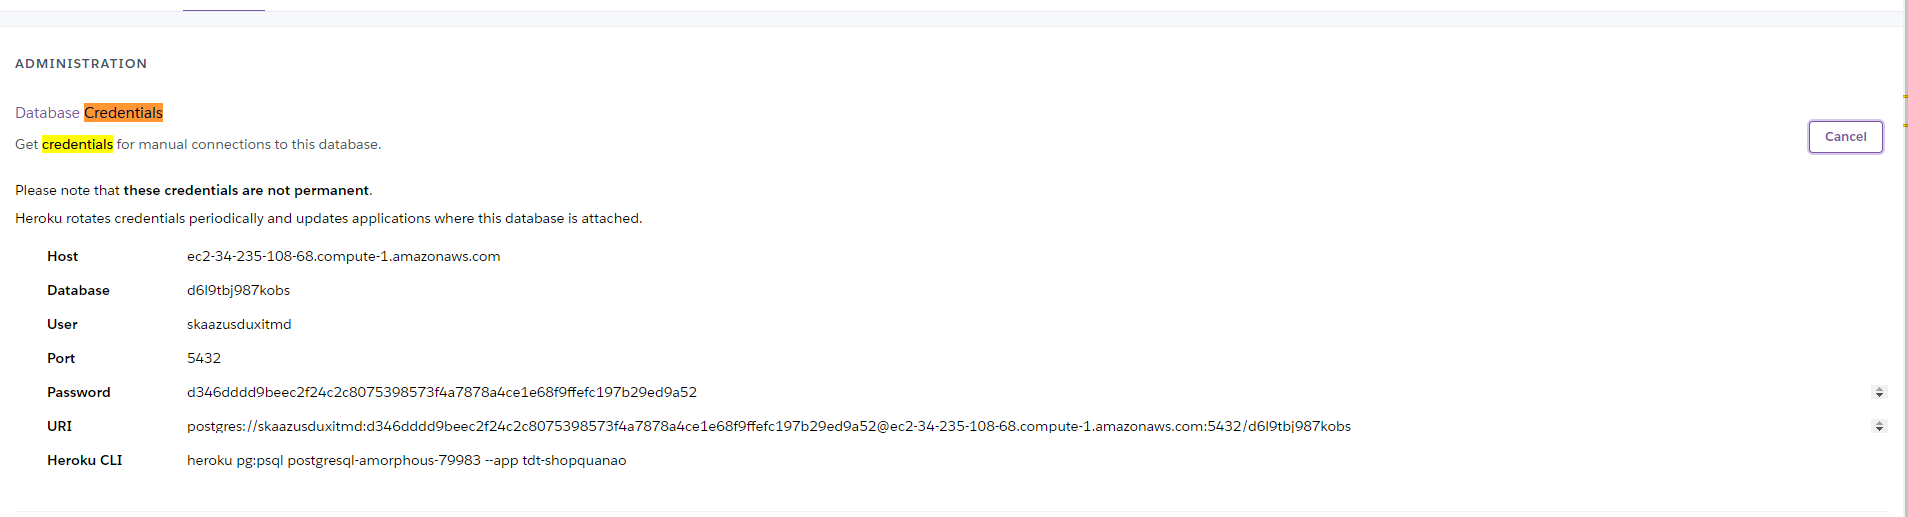 ADMINISTRATION
Database Credentials
Get credentials for manual connections to this database.
Cancel
Please note that these credentials are not permanent.
Heroku rotates credentials periodically and updates applications where this database is attached.
Host ec2-34-235-108-68.compute-1.amazonaws.com
Database d6l9tbj987kobs
User skaazusduxitmd
Port 5432
Password d346dddd9beec2f24c2c8075398573f4a7878a4ce1e68f9ffefc197b29ed9a52
URI postgres://skaazusduxitmd:d346dddd9beec2f24c2c8075398573f4a7878a4ce1e68f9ffefc197b29ed9a52@ec2-34-235-108-68.compute-1.amazonaws.com:5432/d6l9tbj987kobs
Heroku CLI heroku pg:psql postgresql-amorphous-79983 --app tdt-shopquanao